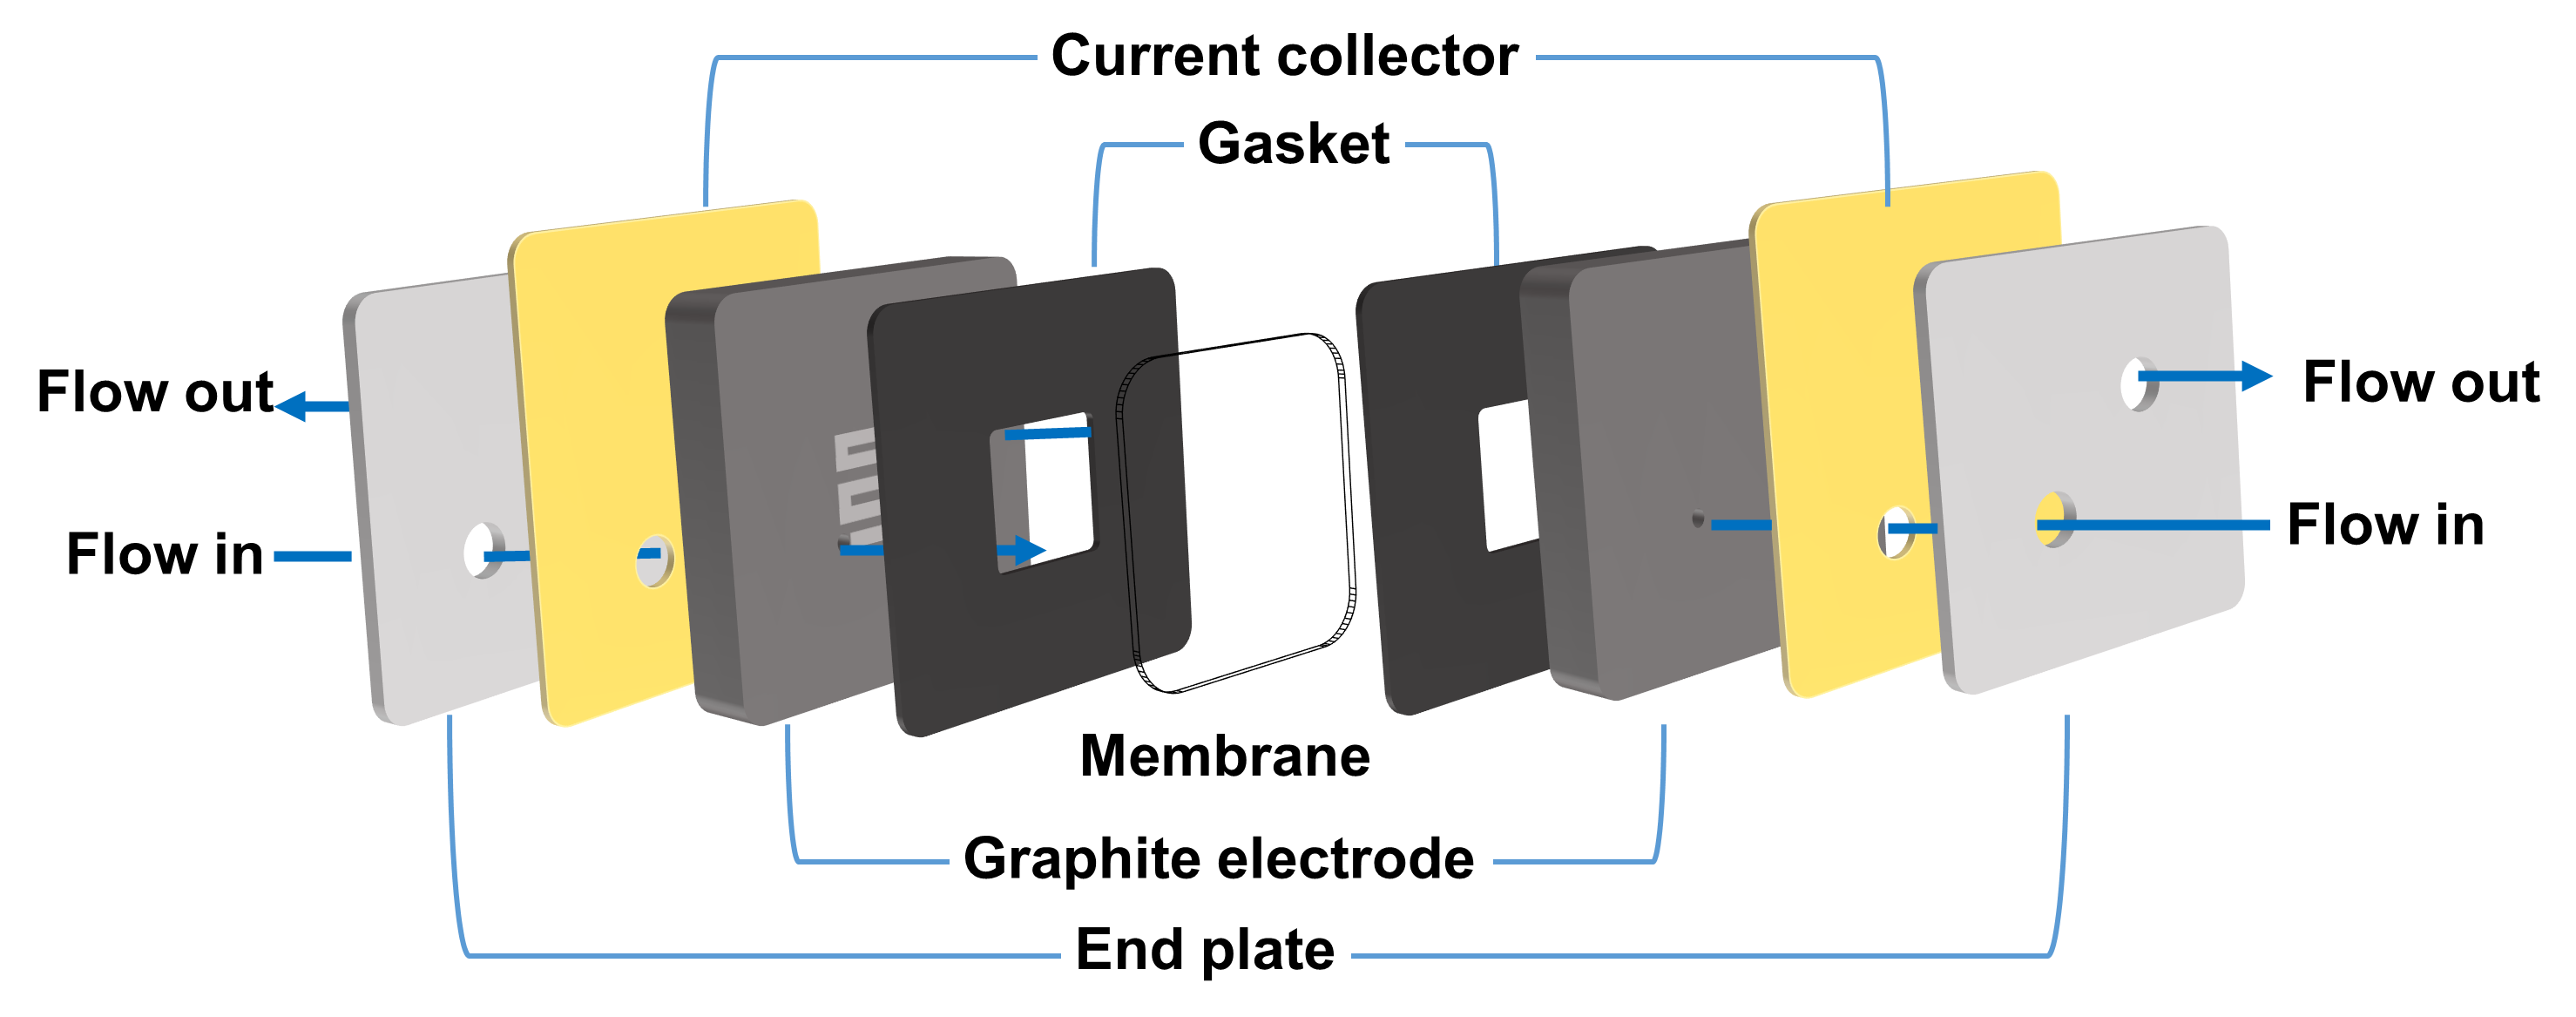 Current collector
Gasket
Flow out
Flow out
Flow in
Flow in
Membrane
Graphite electrode
End plate